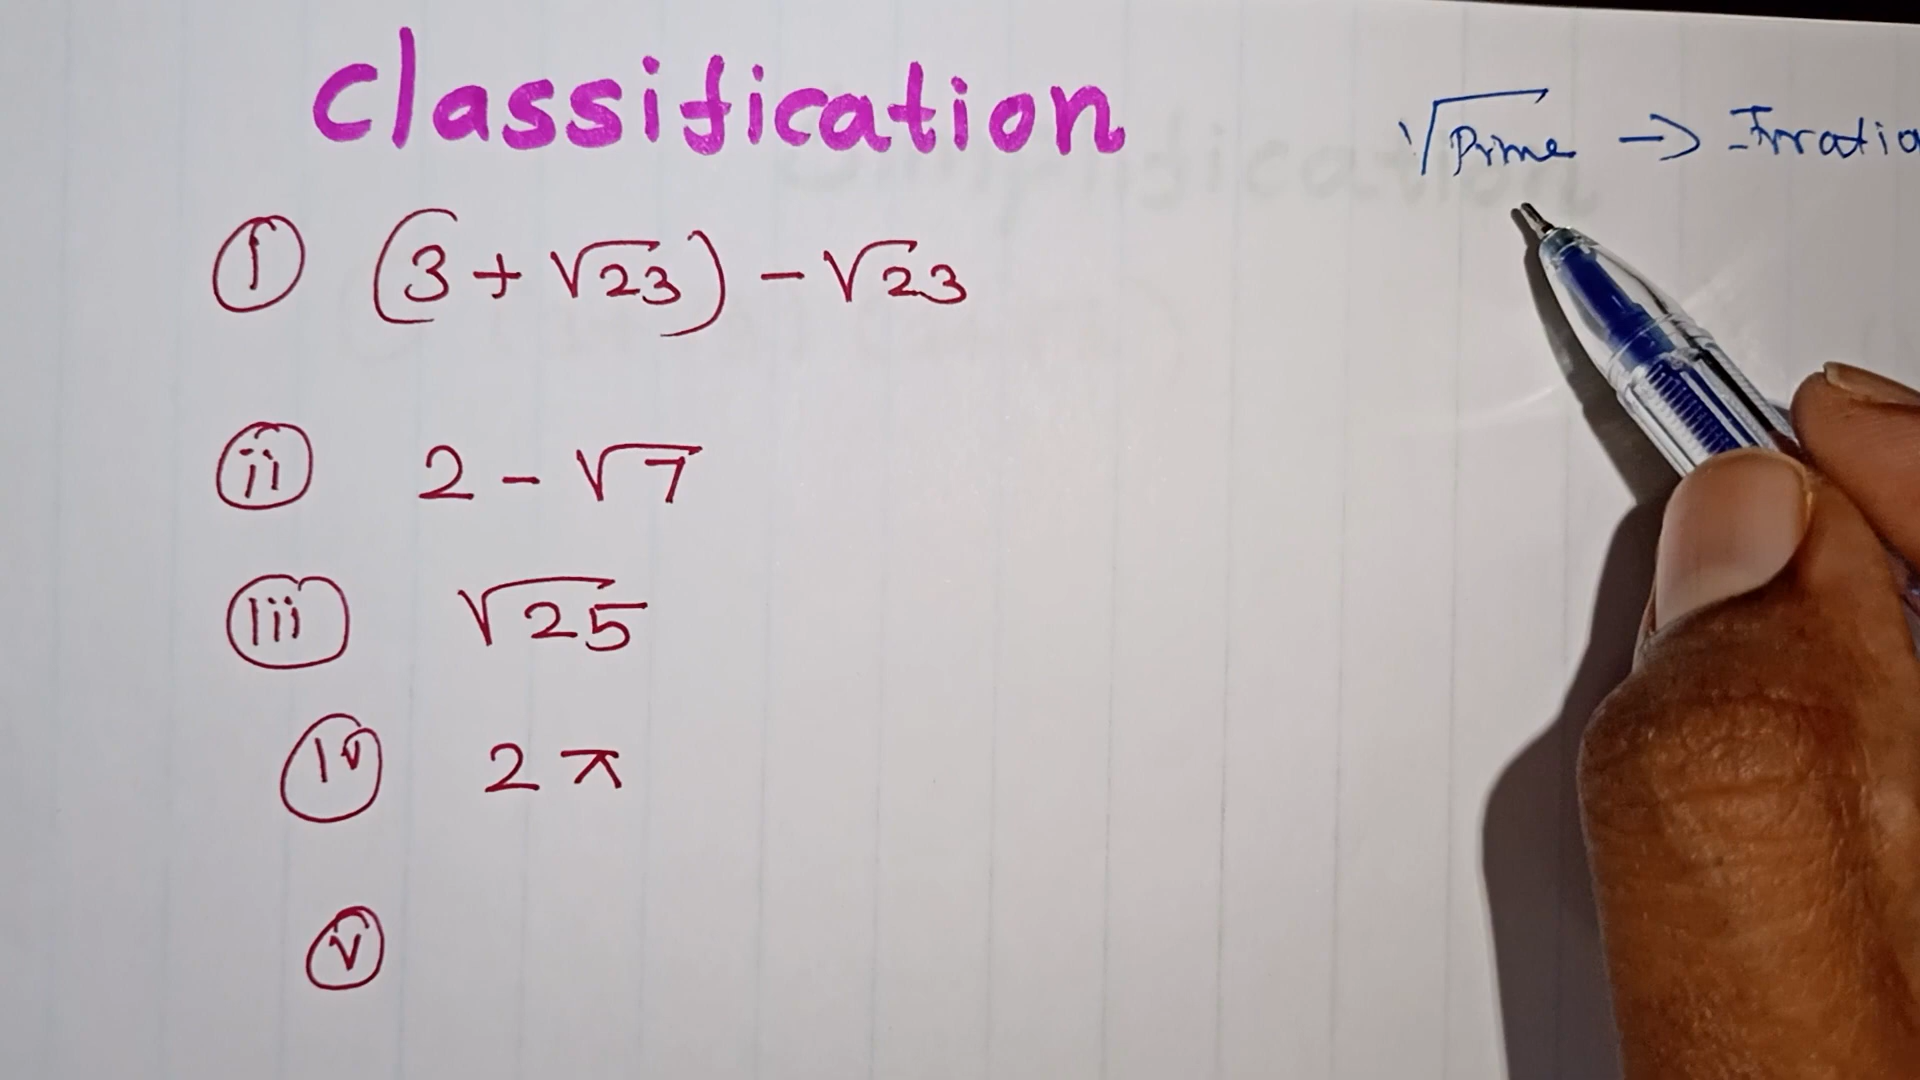 Classification
√Prime → Irratio
(i) (3 + √23) - √23
(ii) 2 - √7
(iii) √25
(iv) 2π
(v)